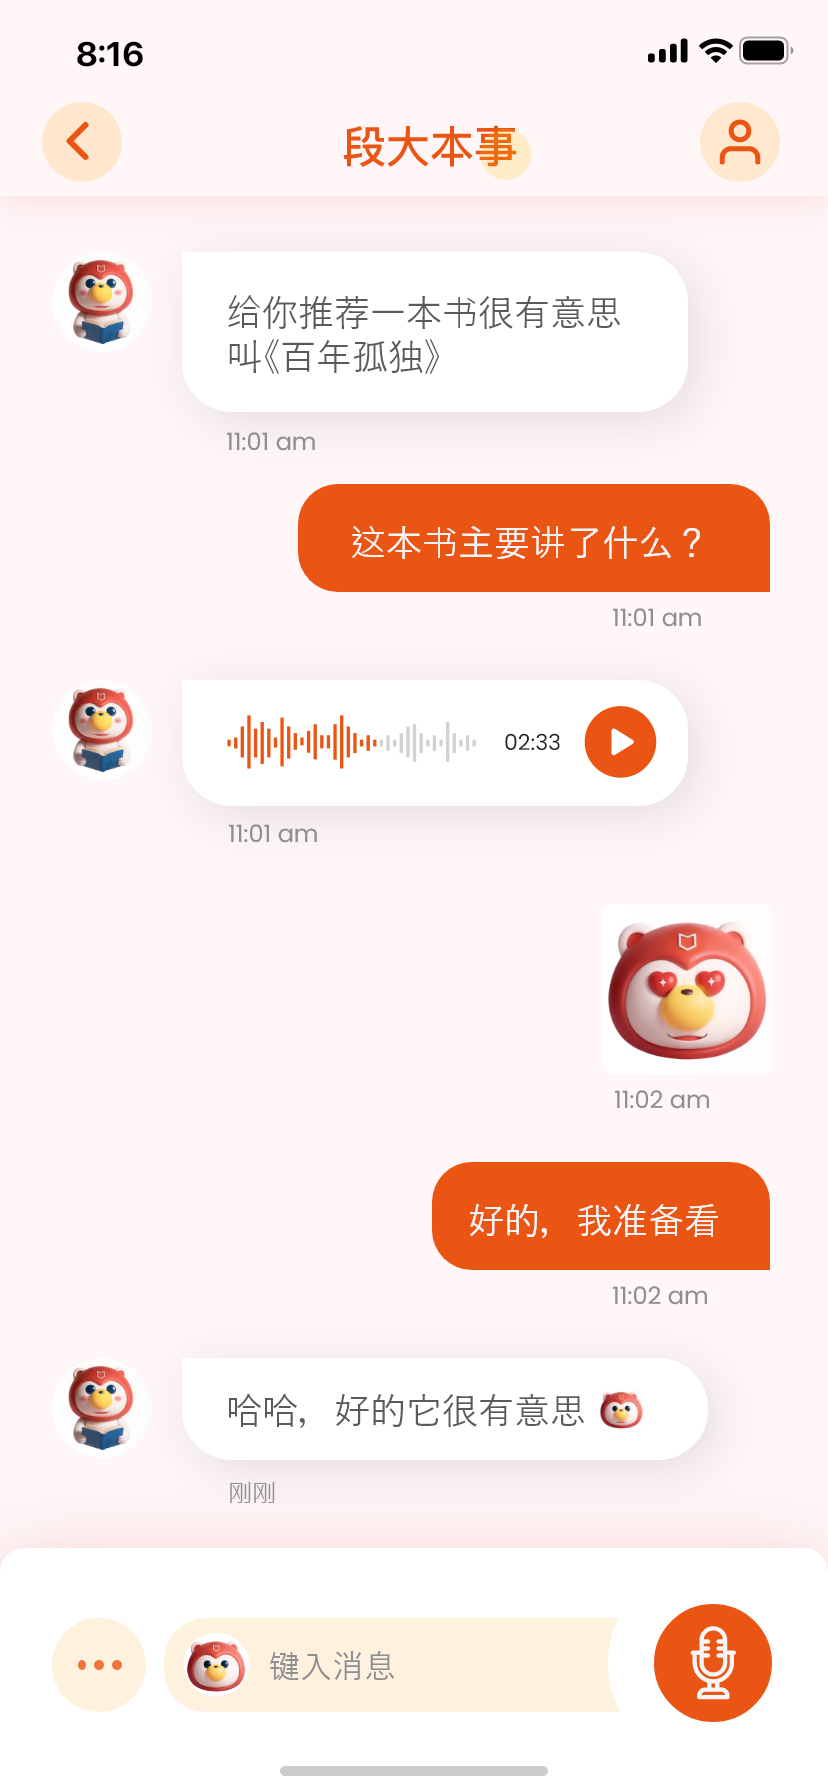 8:16
段大本事
给你推荐一本书很有意思
叫《百年孤独》
11:01 am
这本书主要讲了什么？
11:01 am
02:33
11:01 am
11:02 am
好的，我准备看
11:02 am
哈哈，好的它很有意思
刚刚
键入消息